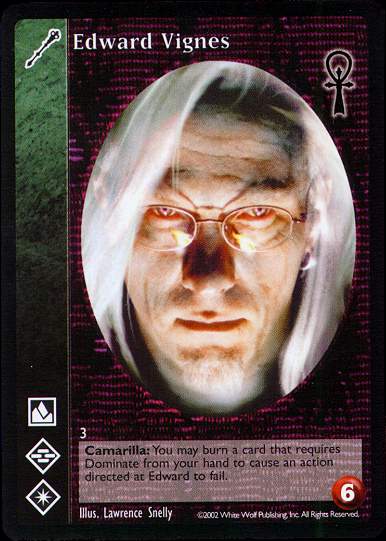 Edward Vignes
3
Camarilla: You may burn a card that requires
Dominate from your hand to cause an action
directed at Edward to fail.
6
Illus. Lawrence Snelly
©2002 White Wolf Publishing, Inc. All Rights Reserved.